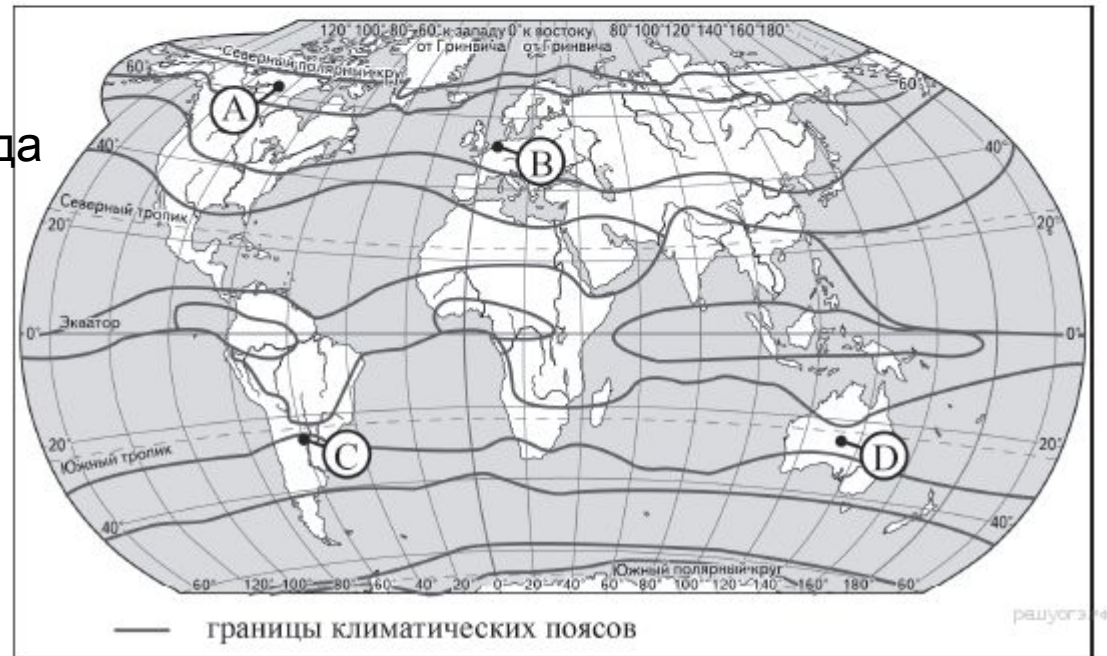 120° 100° 80° 60° к западу 0° к востоку 80° 100° 120° 140° 160° 180°
от Гринвича от Гринвича
Северный полярный кру
60°
60°
А
да
В
40°
40°
Северный тропик
20°
20°
Экватор
0°
0°
С
D
20°
20°
Южный тропик
40°
40°
Южный полярный круг
60° 120° 100° 80° 60° 40° 20° 0° 20° 40° 60° 80° 100° 120° 140° 180° 60°
границы климатических поясов